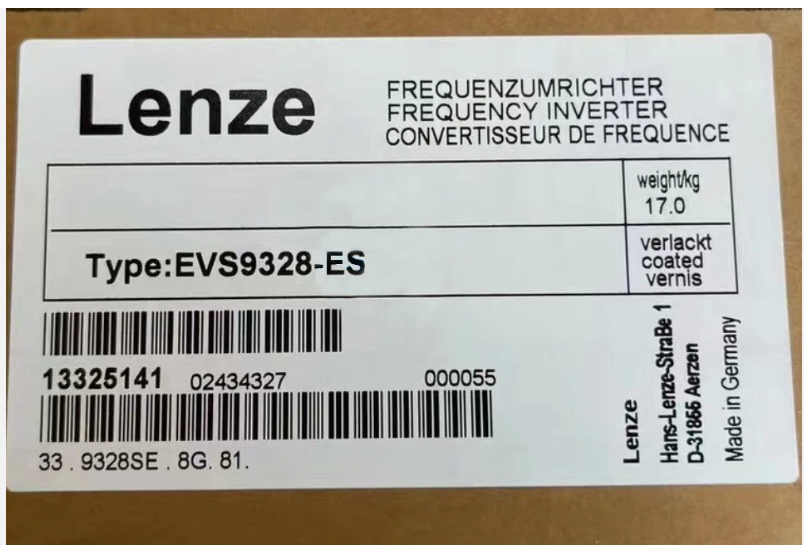 Lenze
FREQUENZUMRICHTER
FREQUENCY INVERTER
CONVERTISSEUR DE FREQUENCE
weight/kg
17.0
Type:EVS9328-ES
verlackt
coated
vernis
13325141 02434327 000055
33 . 9328SE . 8G. 81.
Lenze
Hans-Lenze-StraBe 1
D-31855 Aerzen
Made in Germany